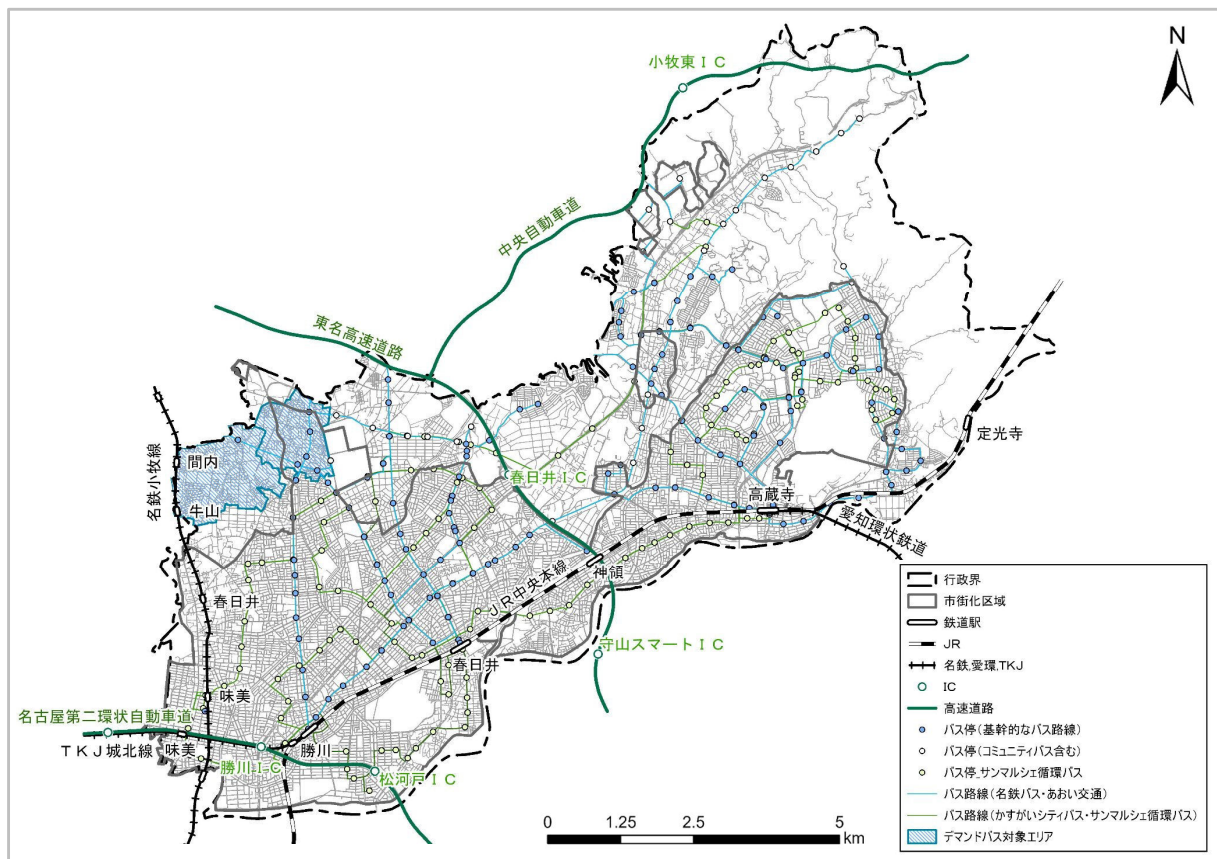 N
小牧東ＩＣ
中央自動車道
東名高速道路
名鉄小牧線
間内
牛山
春日井ＩＣ
定光寺
高蔵寺
愛知環状鉄道
神領
JR中央本線
春日井
春日井
守山スマートＩＣ
味美
名古屋第二環状自動車道
ＴＫＪ城北線
味美
勝川
勝川ＩＣ
松河戸ＩＣ
0
1.25
2.5
5
km
行政界
市街化区域
鉄道駅
JR
名鉄,愛環,TKJ
IC
高速道路
バス停(基幹的なバス路線)
バス停(コミュニティバス含む)
バス停_サンマルシェ循環バス
バス路線(名鉄バス・あおい交通)
バス路線(かすがいシティバス・サンマルシェ循環バス)
デマンドバス対象エリア